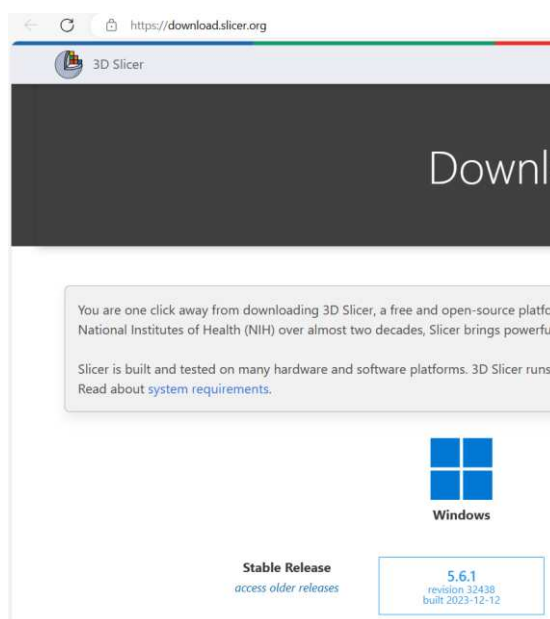 https://download.slicer.org
3D Slicer
Downl
You are one click away from downloading 3D Slicer, a free and open-source platfo
National Institutes of Health (NIH) over almost two decades, Slicer brings powerfu
Slicer is built and tested on many hardware and software platforms. 3D Slicer runs
Read about system requirements.
Windows
Stable Release
access older releases
5.6.1
revision 32438
built 2023-12-12